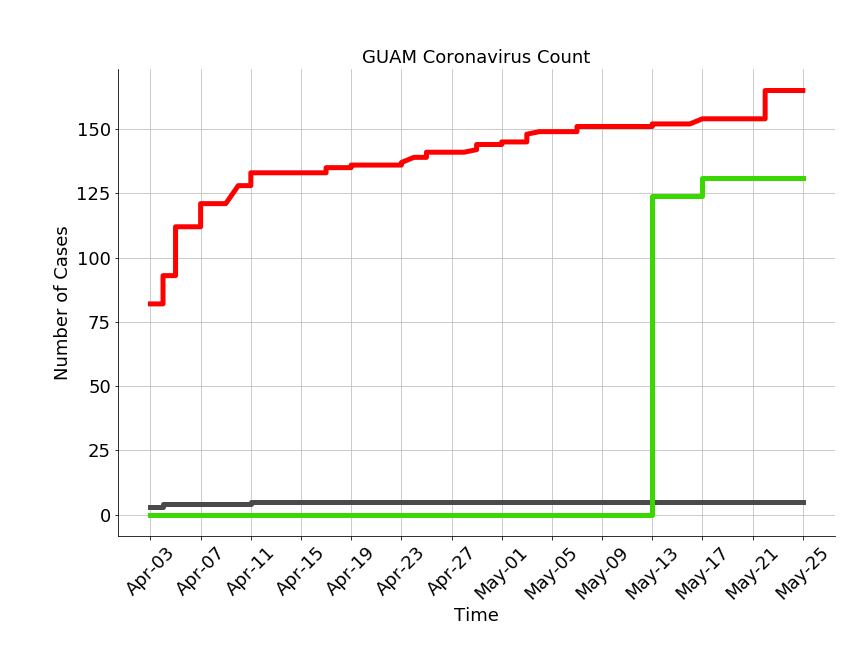 GUAM Coronavirus Count
Number of Cases
150
125
100
75
50
25
0
Apr-03
Apr-07
Apr-11
Apr-15
Apr-19
Apr-23
Apr-27
May-01
May-05
May-09
May-13
May-17
May-21
May-25
Time